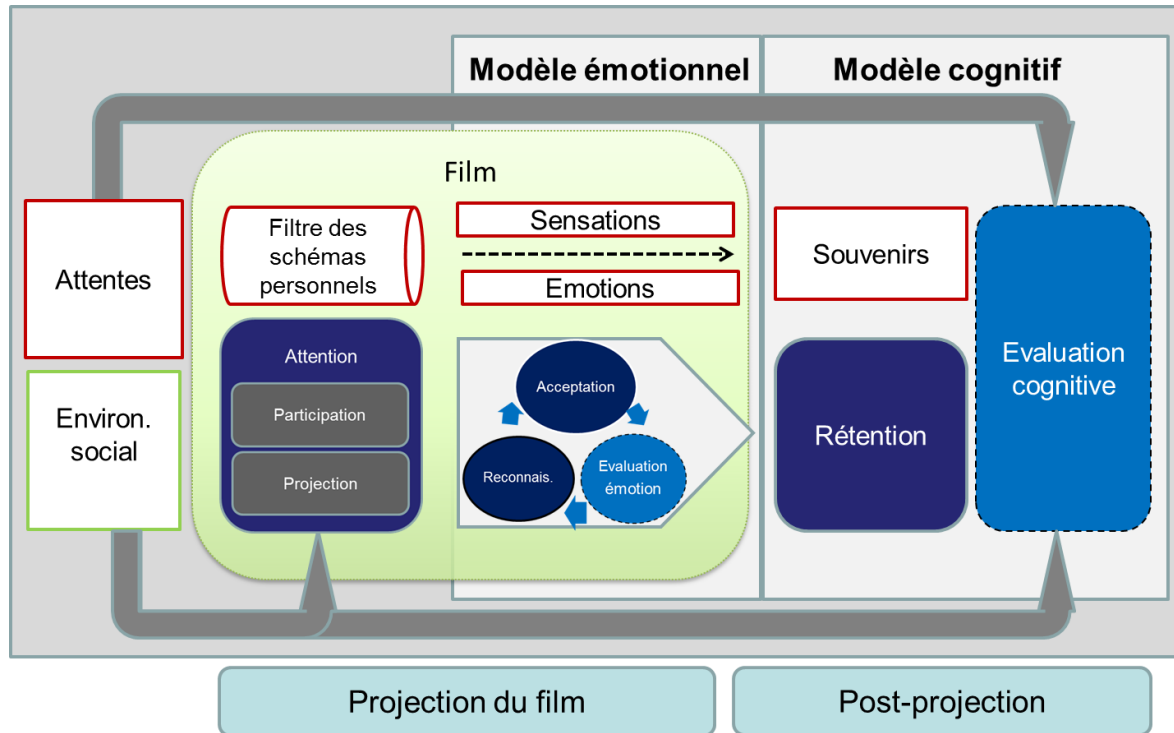 Modèle émotionnel
Modèle cognitif
Film
Attentes
Filtre des
schémas
personnels
Sensations
Emotions
Souvenirs
Evaluation
cognitive
Environ.
social
Attention
Participation
Projection
Acceptation
Reconnais.
Evaluation
émotion
Rétention
Projection du film
Post-projection